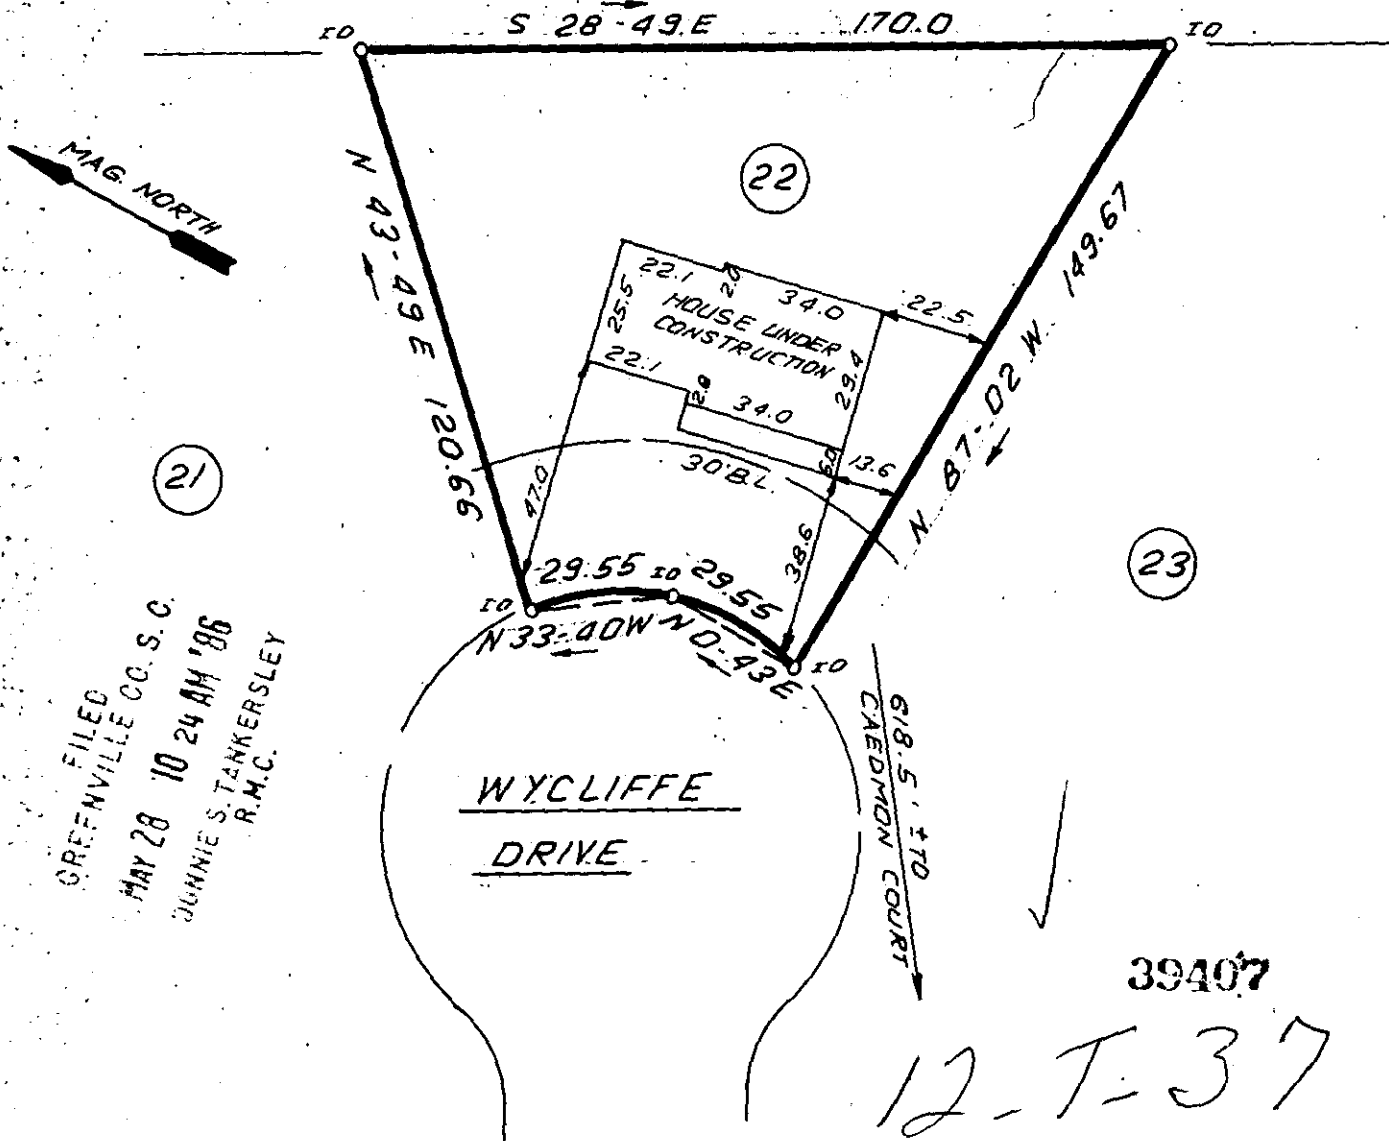 IO
S 28-49 E 170.0
IO
MAG. NORTH
N 43-49 E 120.66
22
N 87-02 W 149.67
22.1
2.0
34.0
22.5
25.5
HOUSE UNDER
CONSTRUCTION
22.1
2.0
34.0
29.4
30' B.L.
6.0
13.6
47.0
38.6
21
23
29.55
IO
29.55
IO
IO
N 33-40 W
N 0-43 E
618.5' ± TO
CAEDMON COURT
WYCLIFFE
DRIVE
FILED
GREENVILLE CO. S. C.
MAY 28 10 24 AM '86
DONNIE S. TANKERSLEY
R.M.C.
39407
12-T-37